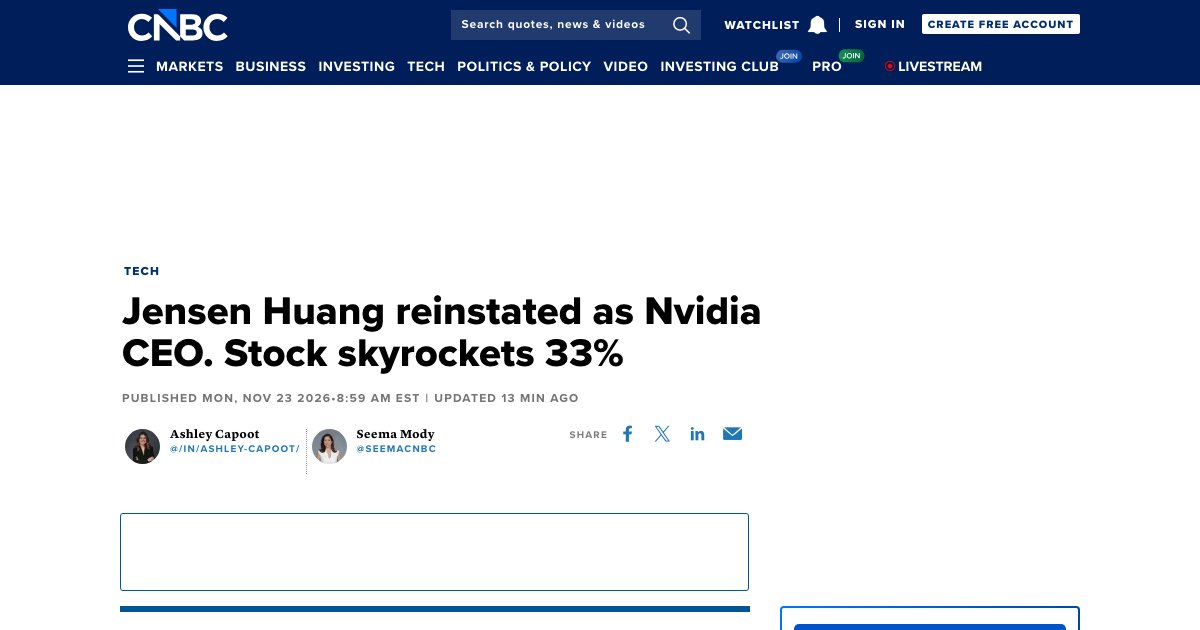 CNBC
Search quotes, news & videos
WATCHLIST
SIGN IN
CREATE FREE ACCOUNT
MARKETS BUSINESS INVESTING TECH POLITICS & POLICY VIDEO INVESTING CLUB JOIN PRO JOIN LIVESTREAM
TECH
Jensen Huang reinstated as Nvidia
CEO. Stock skyrockets 33%
PUBLISHED MON, NOV 23 2026•8:59 AM EST | UPDATED 13 MIN AGO
Ashley Capoot
@/IN/ASHLEY-CAPOOT/
Seema Mody
@SEEMACNBC
SHARE